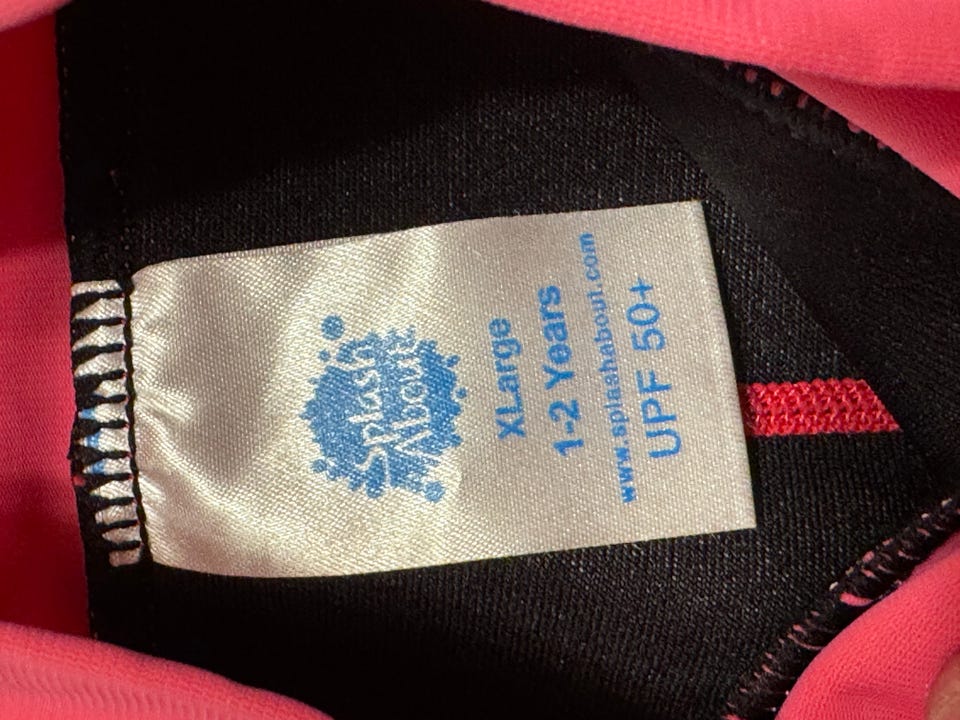 Splash
About
XLarge
1-2 Years
www.splashabout.com
UPF 50+